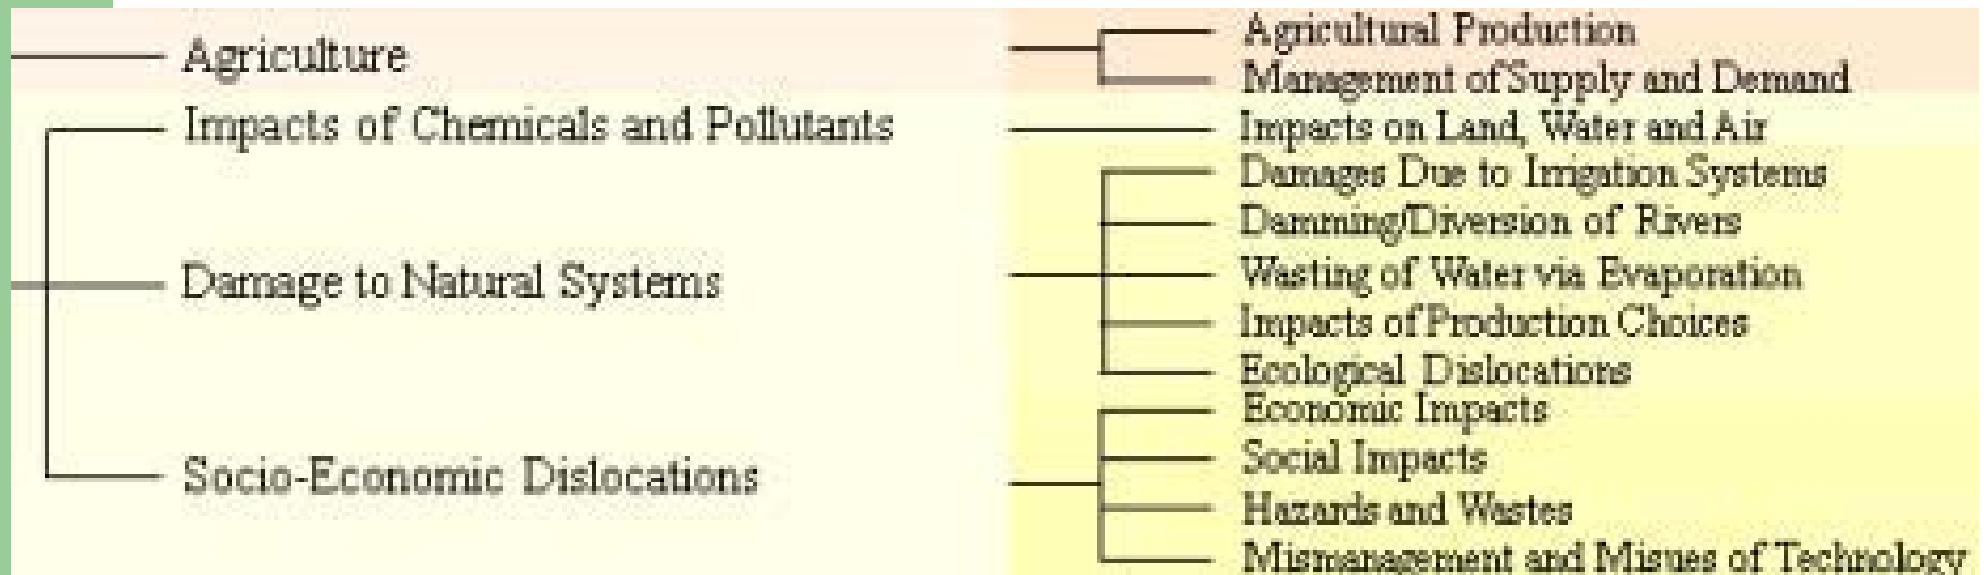 Agriculture
Agricultural Production
Management of Supply and Demand
Impacts of Chemicals and Pollutants
Impacts on Land, Water and Air
Damage to Natural Systems
Damages Due to Irrigation Systems
Damming/Diversion of Rivers
Wasting of Water via Evaporation
Impacts of Production Choices
Ecological Dislocations
Socio-Economic Dislocations
Economic Impacts
Social Impacts
Hazards and Wastes
Mismanagement and Misues of Technology